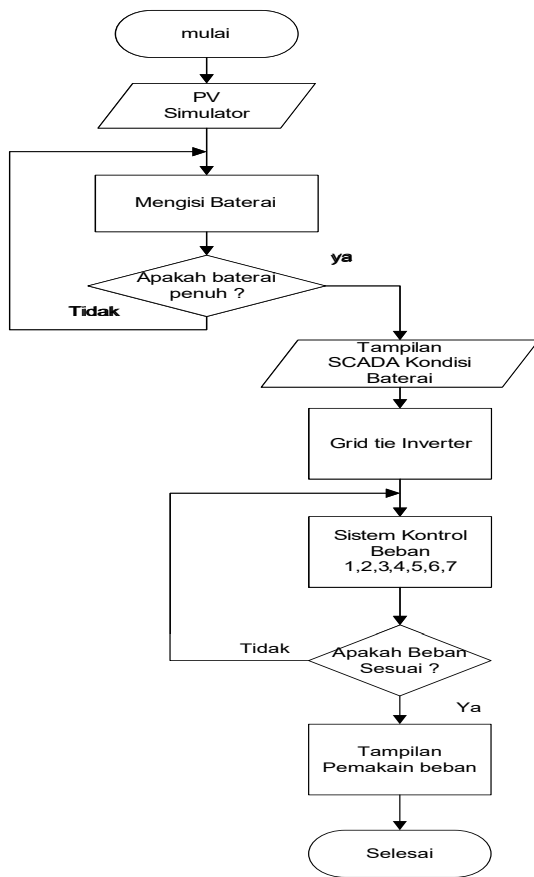 mulai
PV
Simulator
Mengisi Baterai
Apakah baterai
penuh ?
ya
Tidak
Tampilan
SCADA Kondisi
Baterai
Grid tie Inverter
Sistem Kontrol
Beban
1,2,3,4,5,6,7
Apakah Beban
Sesuai ?
Tidak
Ya
Tampilan
Pemakain beban
Selesai